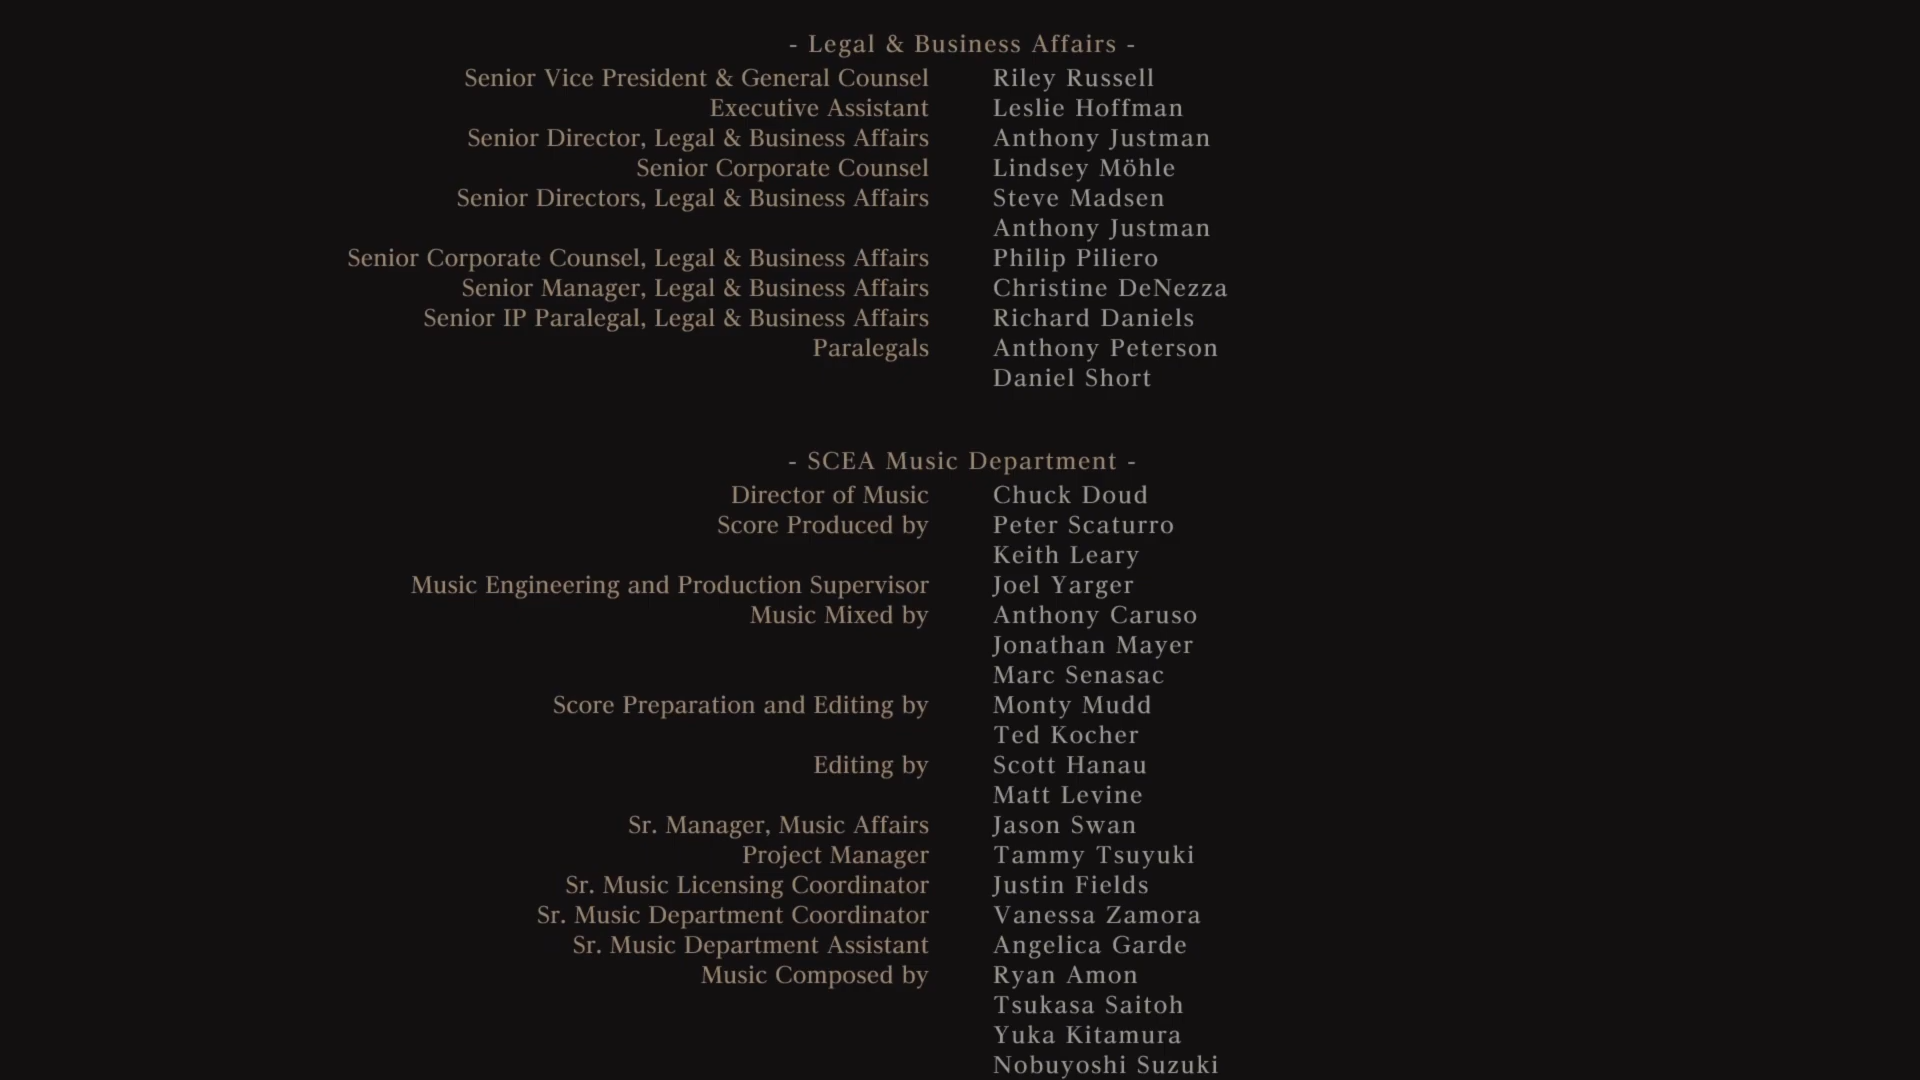 - Legal & Business Affairs -
Senior Vice President & General Counsel Riley Russell
Executive Assistant Leslie Hoffman
Senior Director, Legal & Business Affairs Anthony Justman
Senior Corporate Counsel Lindsey Möhle
Senior Directors, Legal & Business Affairs Steve Madsen
Anthony Justman
Senior Corporate Counsel, Legal & Business Affairs Philip Piliero
Senior Manager, Legal & Business Affairs Christine DeNezza
Senior IP Paralegal, Legal & Business Affairs Richard Daniels
Paralegals Anthony Peterson
Daniel Short
- SCEA Music Department -
Director of Music Chuck Doud
Score Produced by Peter Scaturro
Keith Leary
Music Engineering and Production Supervisor Joel Yarger
Music Mixed by Anthony Caruso
Jonathan Mayer
Marc Senasac
Score Preparation and Editing by Monty Mudd
Ted Kocher
Editing by Scott Hanau
Matt Levine
Sr. Manager, Music Affairs Jason Swan
Project Manager Tammy Tsuyuki
Sr. Music Licensing Coordinator Justin Fields
Sr. Music Department Coordinator Vanessa Zamora
Sr. Music Department Assistant Angelica Garde
Music Composed by Ryan Amon
Tsukasa Saitoh
Yuka Kitamura
Nobuyoshi Suzuki